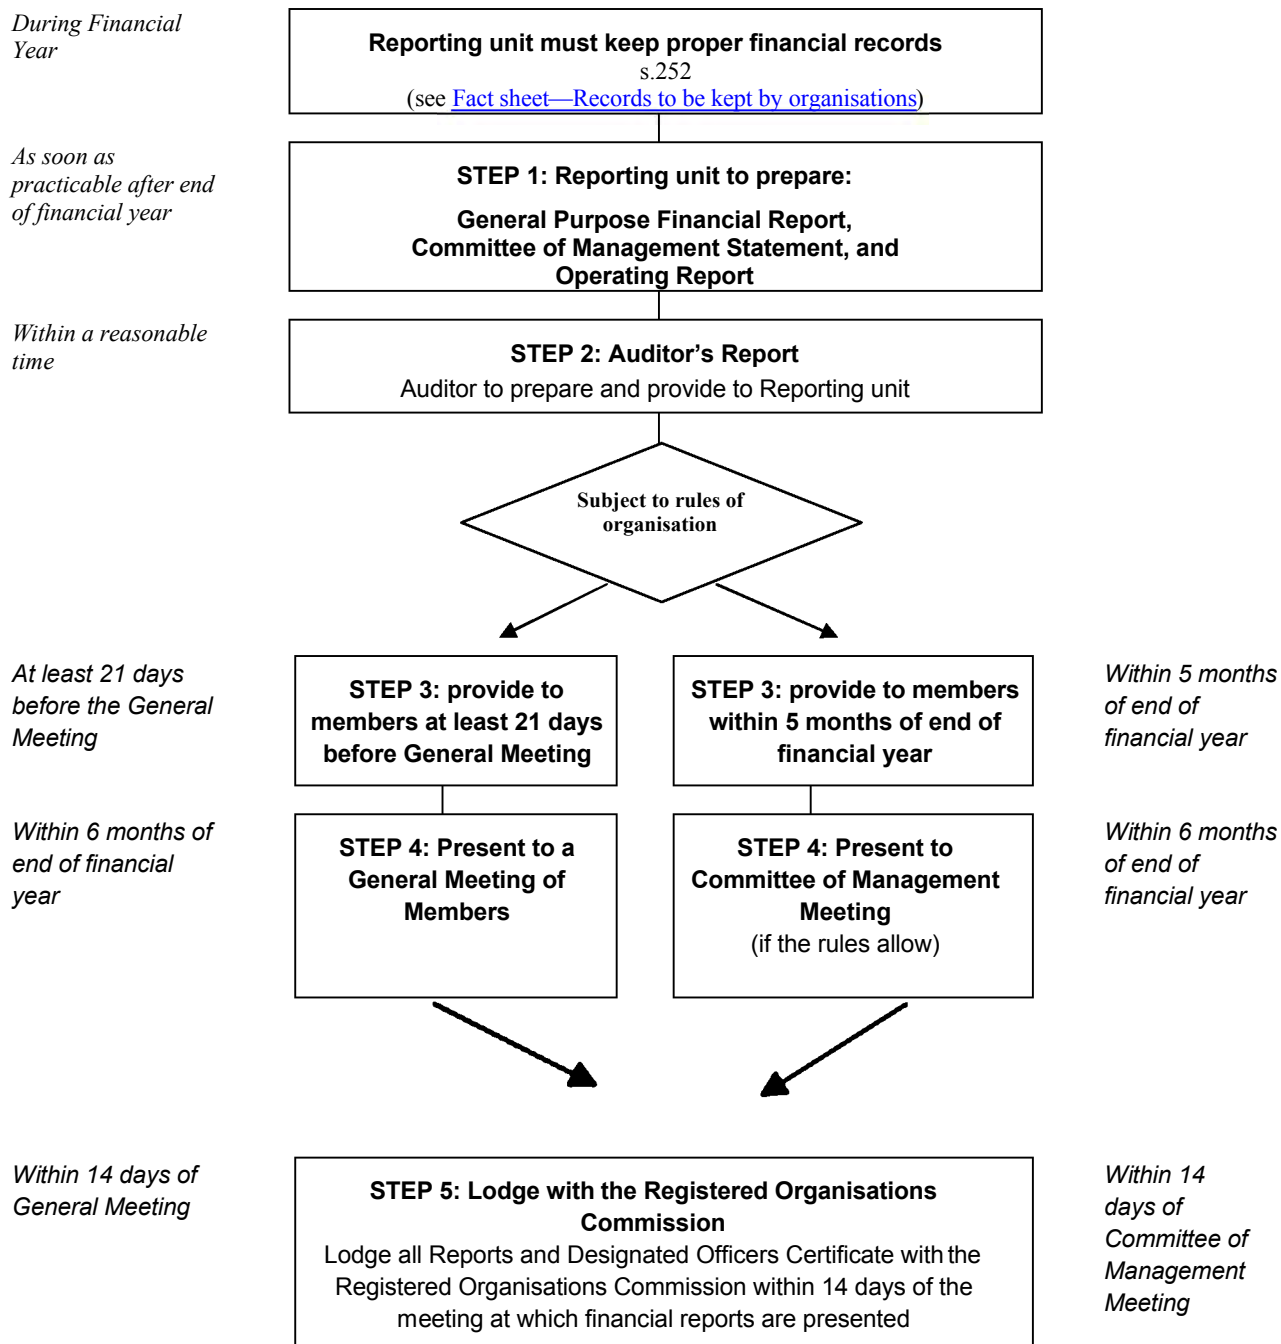 During Financial
Year
Reporting unit must keep proper financial records
s.252
(see Fact sheet—Records to be kept by organisations)
As soon as
practicable after end
of financial year
STEP 1: Reporting unit to prepare:
General Purpose Financial Report,
Committee of Management Statement, and
Operating Report
Within a reasonable
time
STEP 2: Auditor’s Report
Auditor to prepare and provide to Reporting unit
Subject to rules of
organisation
At least 21 days
before the General
Meeting
STEP 3: provide to
members at least 21 days
before General Meeting
STEP 3: provide to members
within 5 months of end of
financial year
Within 5 months
of end of
financial year
Within 6 months of
end of financial
year
STEP 4: Present to a
General Meeting of
Members
STEP 4: Present to
Committee of Management
Meeting
(if the rules allow)
Within 6 months
of end of
financial year
Within 14 days of
General Meeting
STEP 5: Lodge with the Registered Organisations
Commission
Lodge all Reports and Designated Officers Certificate with the
Registered Organisations Commission within 14 days of the
meeting at which financial reports are presented
Within 14
days of
Committee of
Management
Meeting